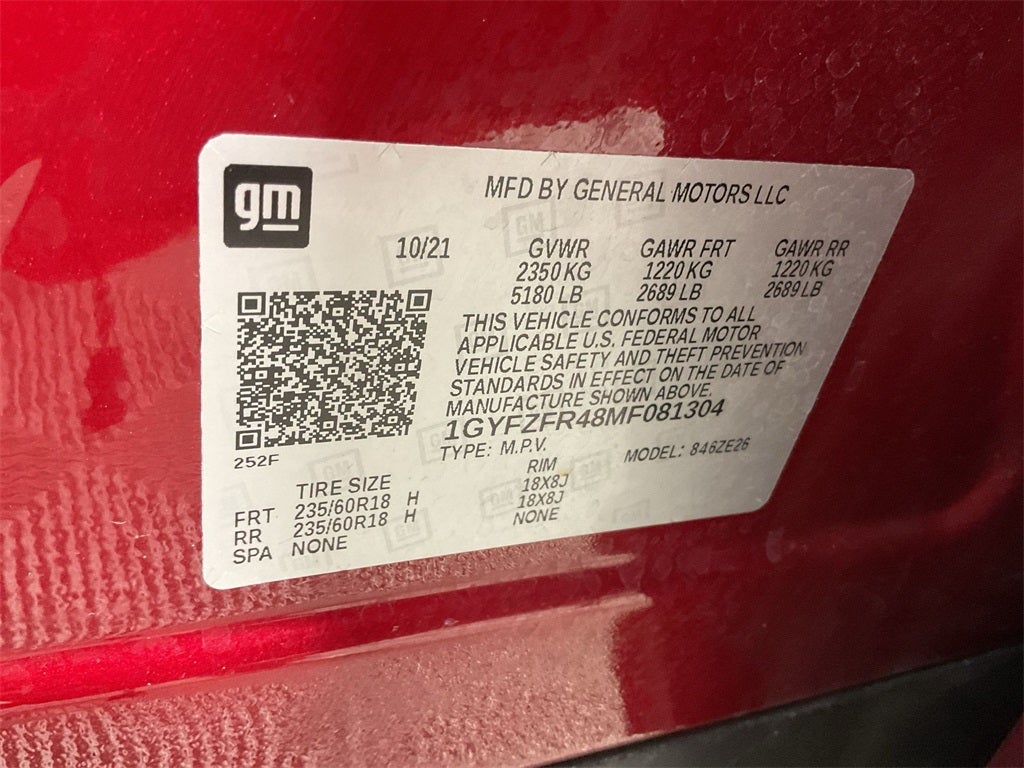 gm
MFD BY GENERAL MOTORS LLC
10/21 GVWR GAWR FRT GAWR RR
2350 KG 1220 KG 1220 KG
5180 LB 2689 LB 2689 LB
THIS VEHICLE CONFORMS TO ALL
APPLICABLE U.S. FEDERAL MOTOR
VEHICLE SAFETY AND THEFT PREVENTION
STANDARDS IN EFFECT ON THE DATE OF
MANUFACTURE SHOWN ABOVE.
1GYFZFR48MF081304
TYPE: M.P.V. MODEL: 846ZE26
252F
TIRE SIZE RIM
FRT 235/60R18 H 18X8J
RR 235/60R18 H 18X8J
SPA NONE NONE